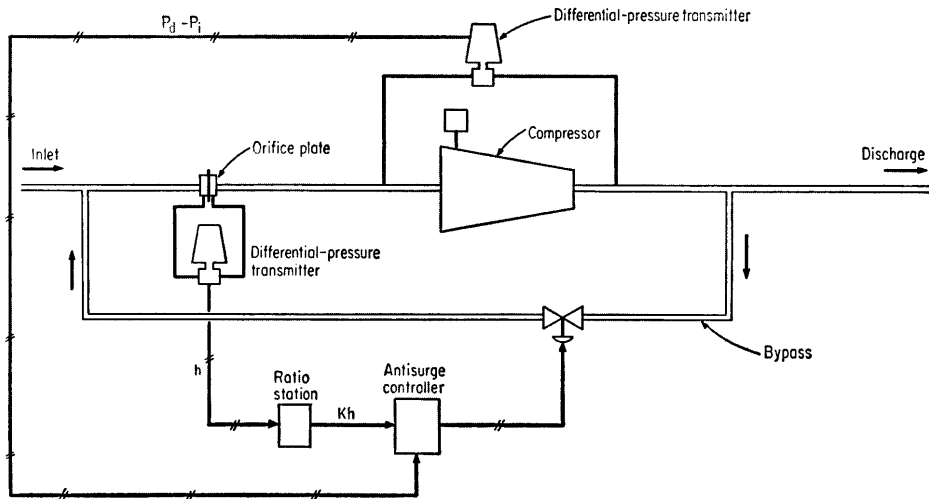 P_d - P_i
Differential-pressure transmitter
Inlet
Orifice plate
Compressor
Discharge
Differential-pressure
transmitter
Bypass
h
Ratio
station
Kh
Antisurge
controller